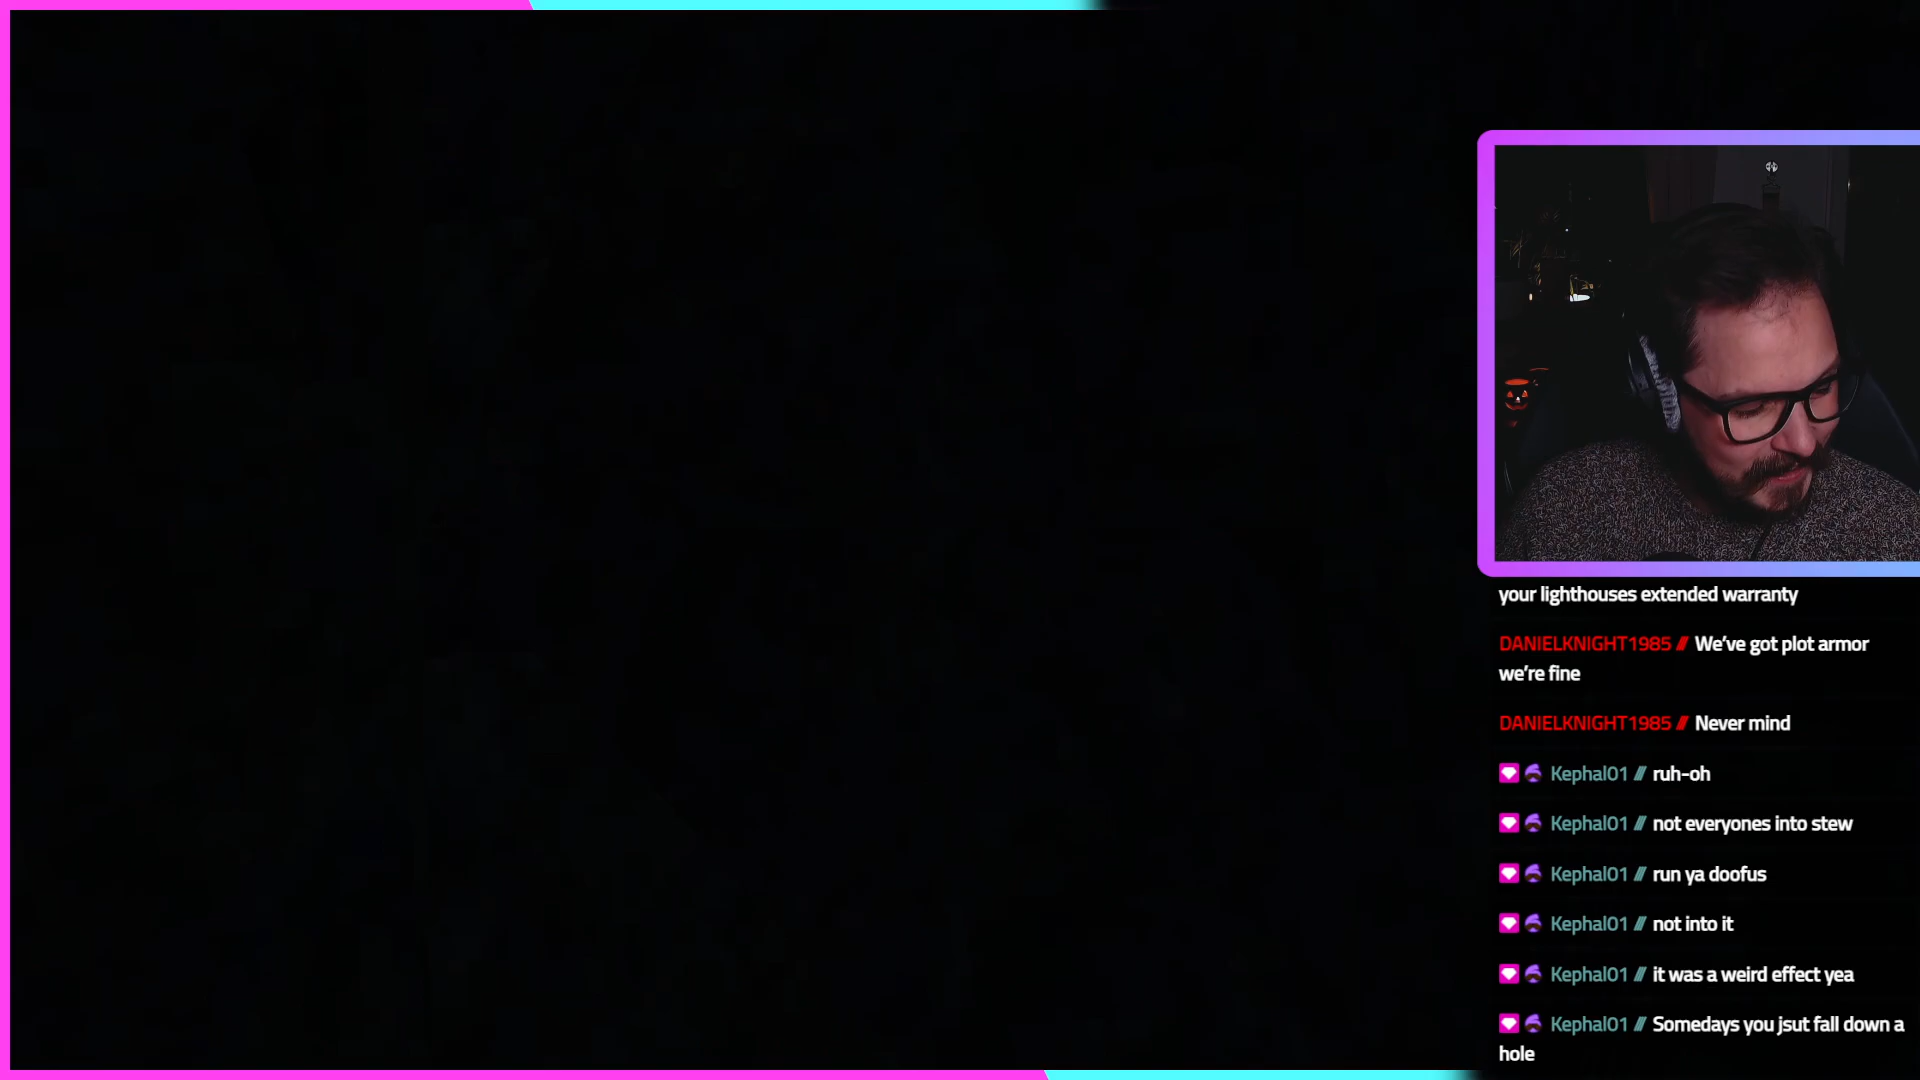 your lighthouses extended warranty
DANIELKNIGHT1985 /// We've got plot armor
we're fine
DANIELKNIGHT1985 /// Never mind
Kephal01 /// ruh-oh
Kephal01 /// not everyones into stew
Kephal01 /// run ya doofus
Kephal01 /// not into it
Kephal01 /// it was a weird effect yea
Kephal01 /// Somedays you jsut fall down a
hole